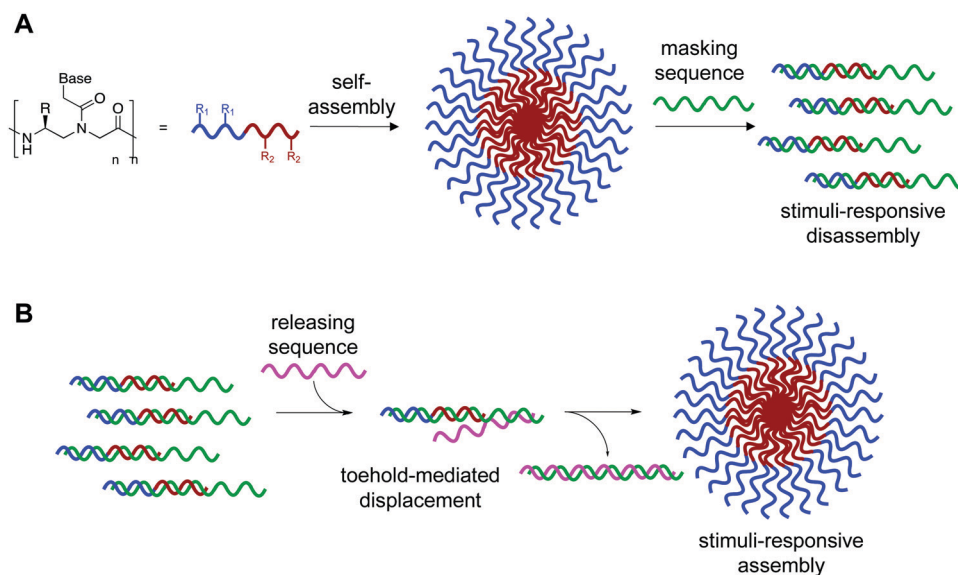 A
Base
R
O
O
N
N
H
n
n
=
R1
R1
R2
R2
self-
assembly
masking
sequence
stimuli-responsive
disassembly
B
releasing
sequence
toehold-mediated
displacement
stimuli-responsive
assembly